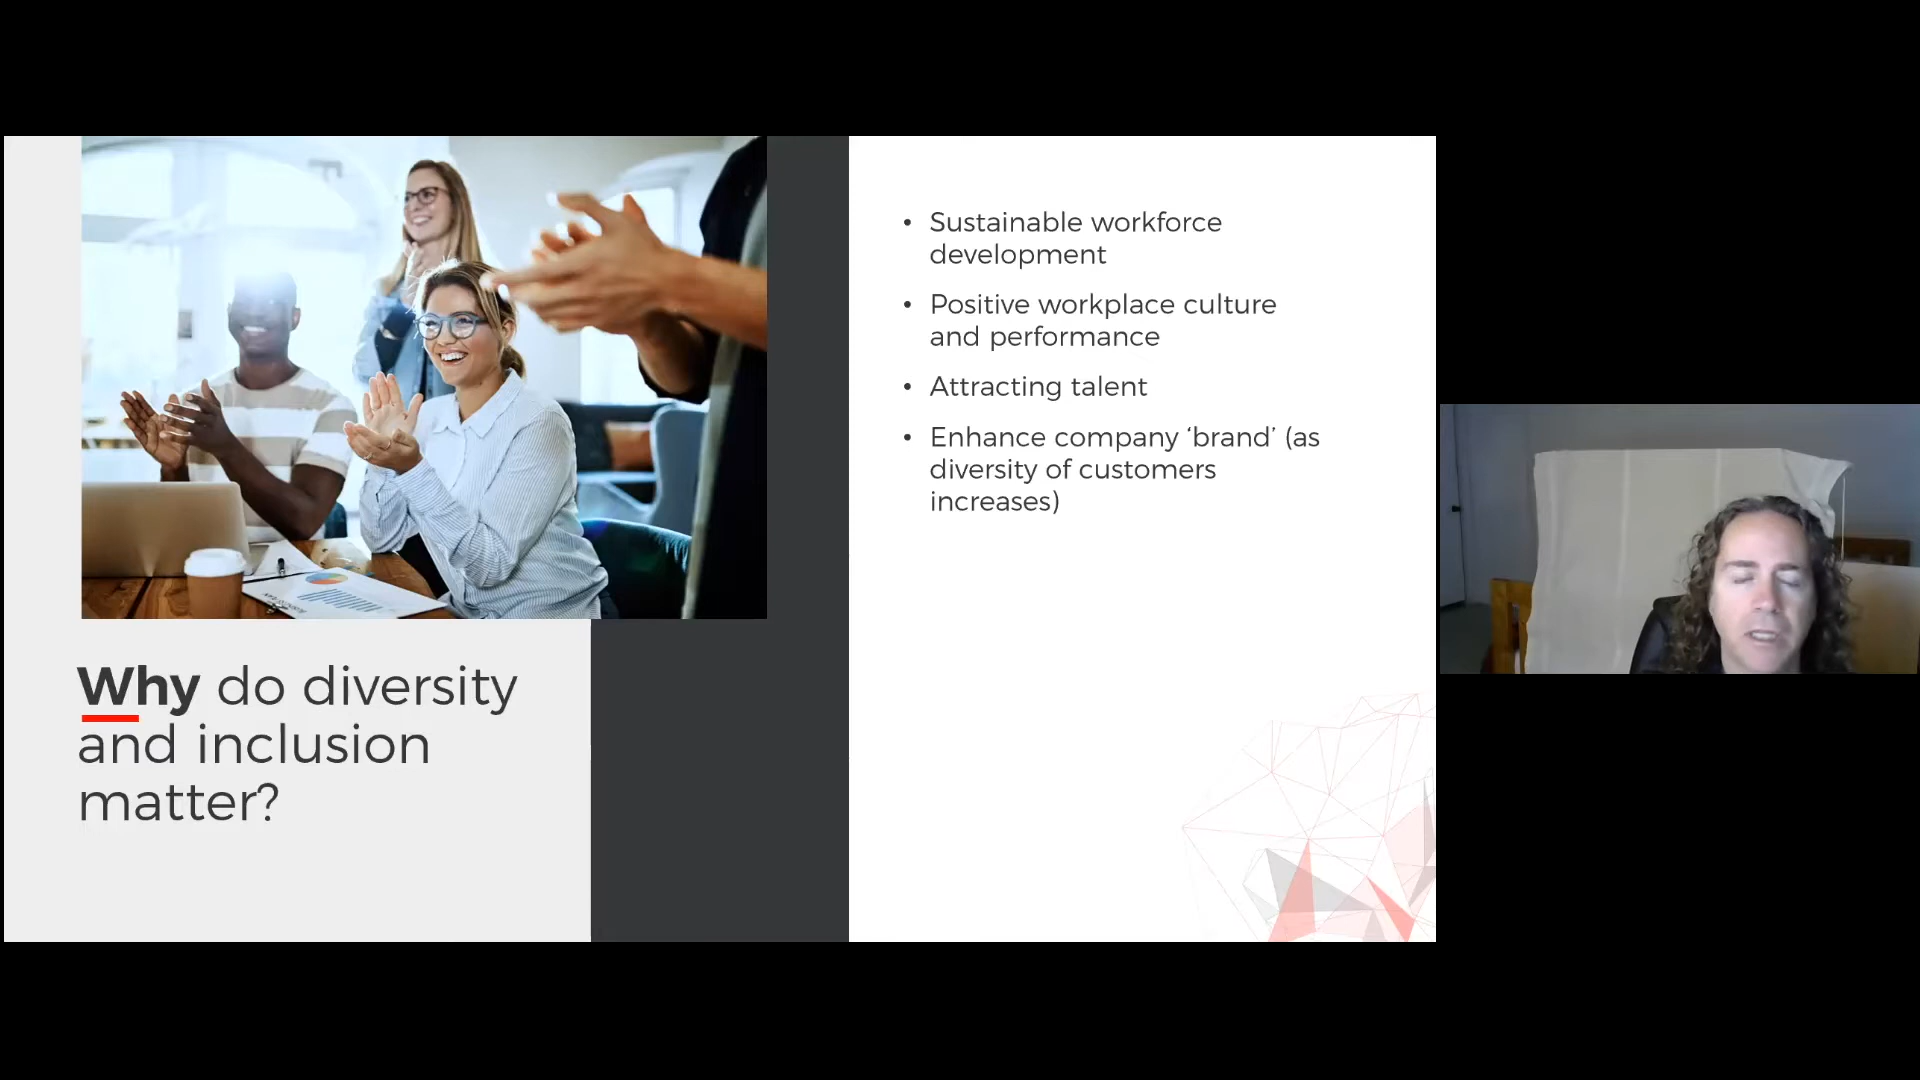 Why do diversity
and inclusion
matter?
• Sustainable workforce
development
• Positive workplace culture
and performance
• Attracting talent
• Enhance company ‘brand’ (as
diversity of customers
increases)